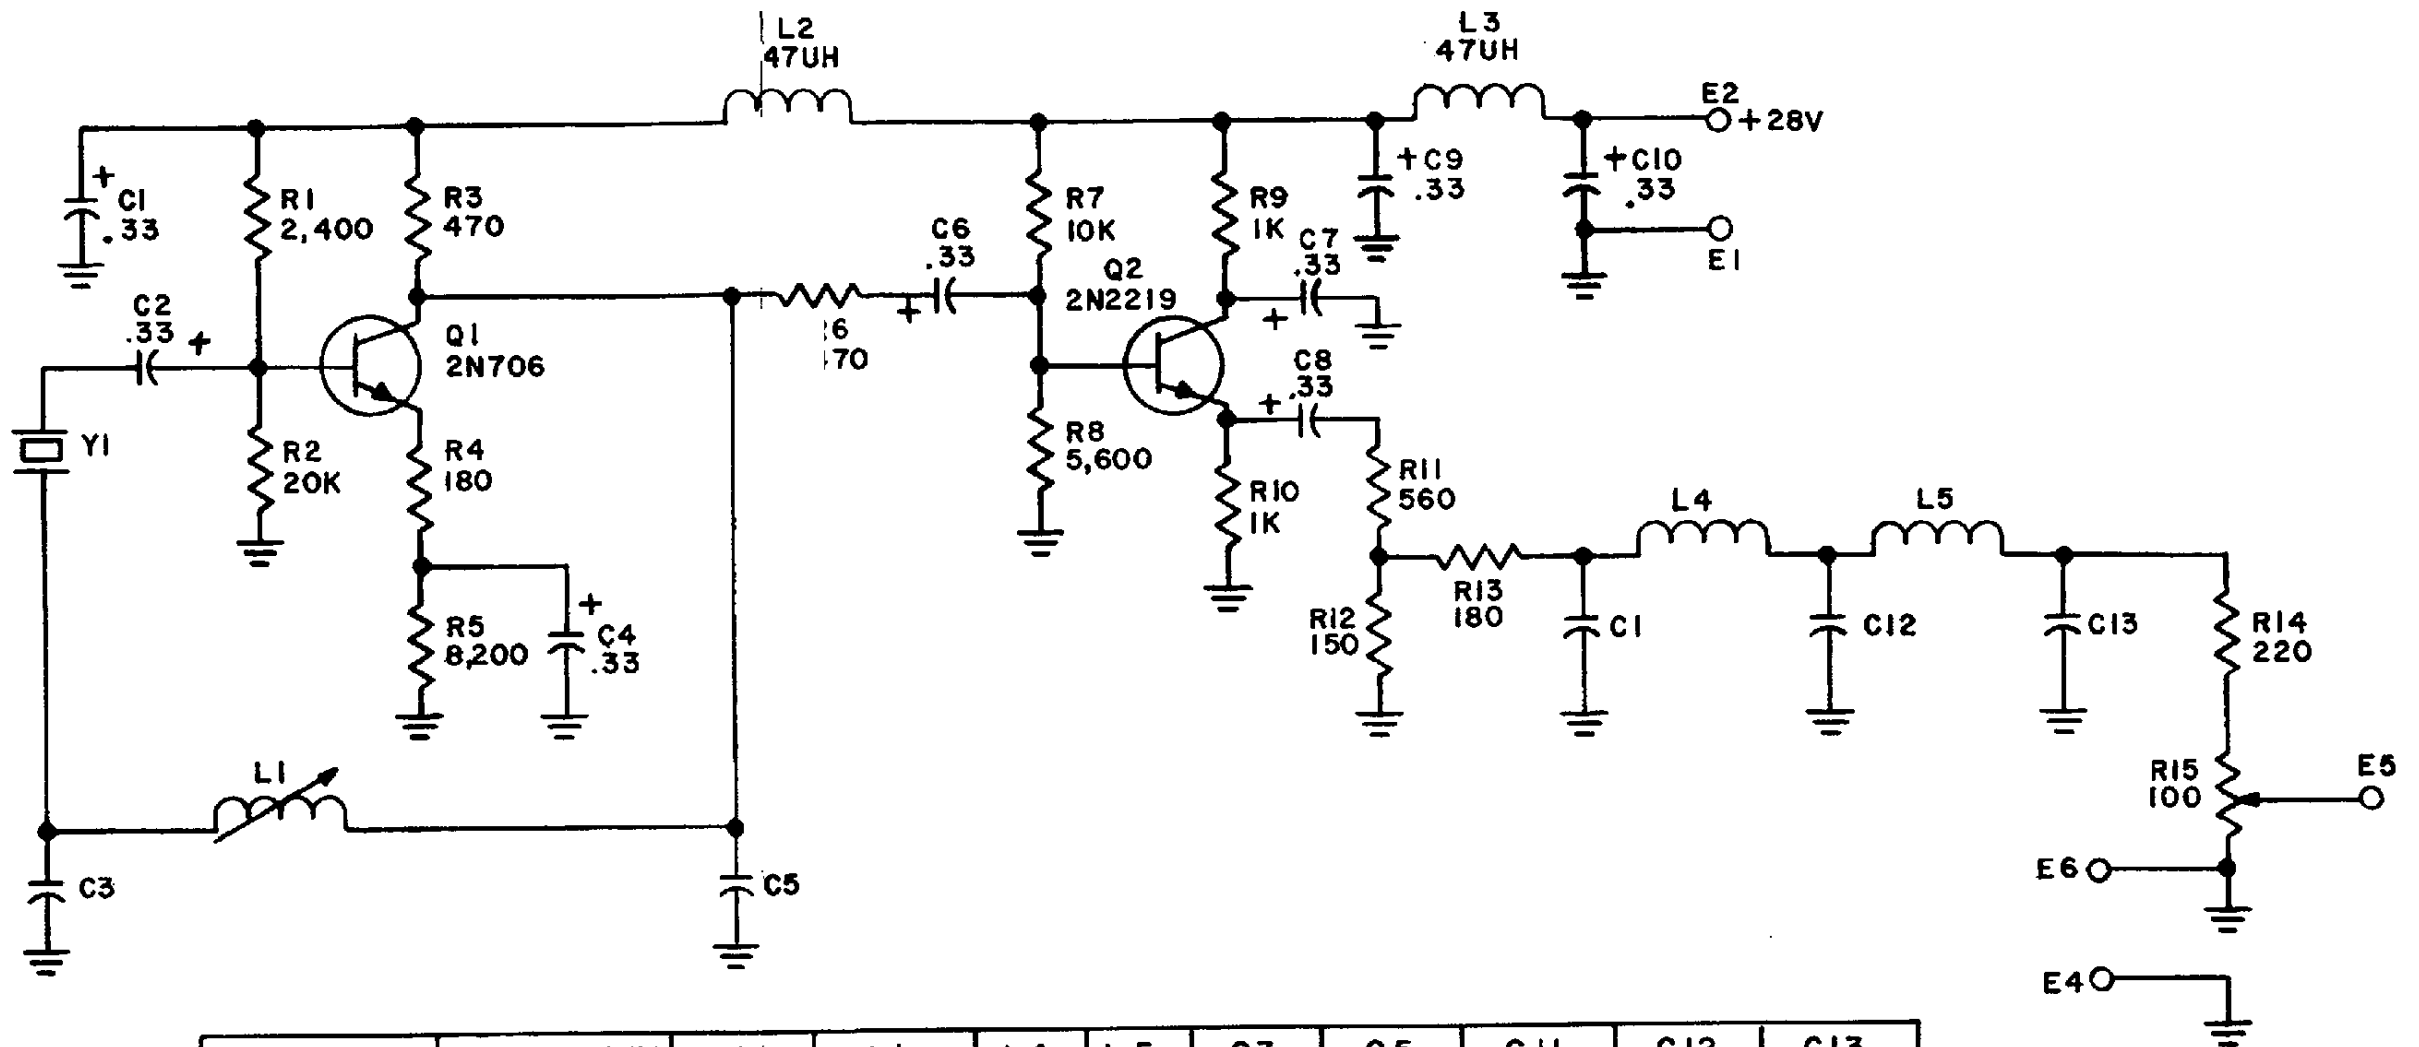 L2
47UH
L3
47UH
E2
+28V
+
C1
.33
R1
2,400
R3
470
R7
10K
R9
1K
+C9
.33
+C10
.33
E1
C2
.33
+
C6
.33
+
Q2
2N2219
C7
.33
+
Q1
2N706
C8
.33
+
Y1
R2
20K
R4
180
R8
5,600
R10
1K
R11
560
L4
L5
R5
8,200
+
C4
.33
R12
150
R13
180
C1
C12
C13
R14
220
L1
R15
100
E5
C3
C5
E6
E4